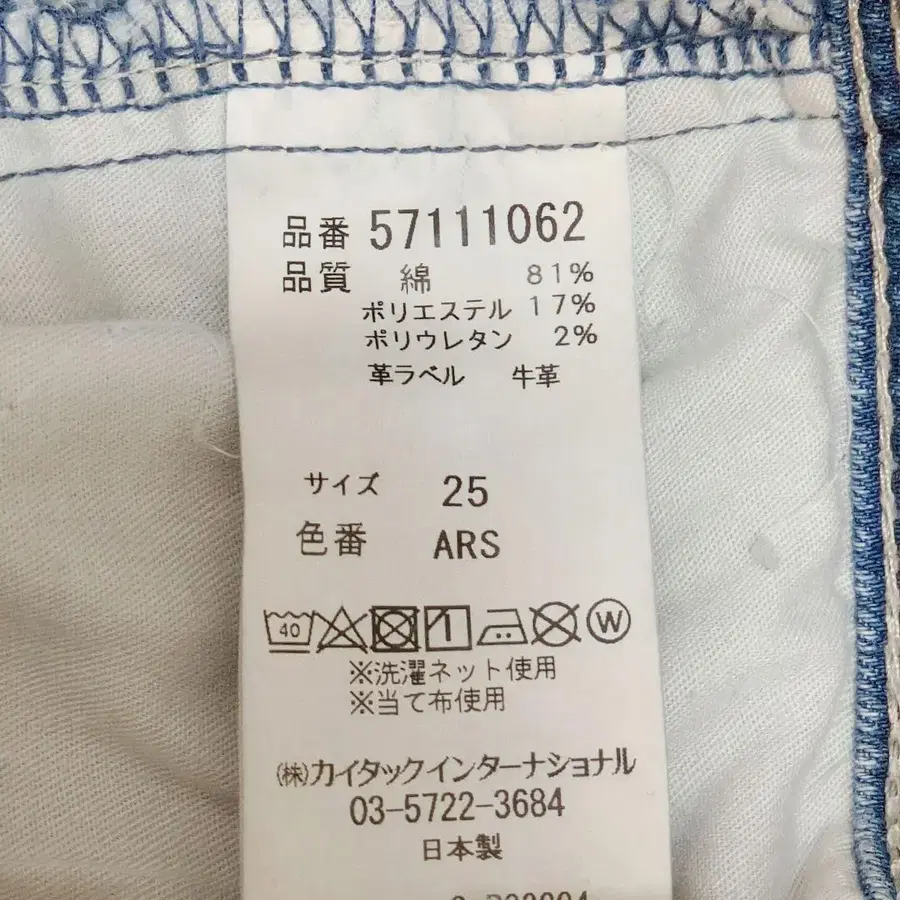 品番 57111062
品質 綿 81%
ポリエステル 17%
ポリウレタン 2%
革ラベル 牛革
サイズ 25
色番 ARS
40
※洗濯ネット使用
※当て布使用
(株)カイタックインターナショナル
03-5722-3684
日本製